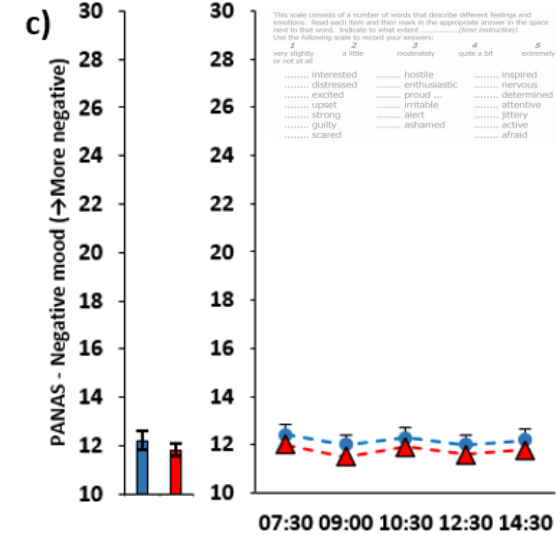 c)
PANAS - Negative mood (→More negative)
30
28
26
24
22
20
18
16
14
12
10
30
28
26
24
22
20
18
16
14
12
10
07:30 09:00 10:30 12:30 14:30
This scale consists of a number of words that describe different feelings and
emotions. Read each item and then mark in the appropriate answer in the space
next to that word. Indicate to what extent ..............(time instruction).
Use the following scale to record your answers:
1 2 3 4 5
very slightly a little moderately quite a bit extremely
or not at all
........ interested ........ hostile ........ inspired
........ distressed ........ enthusiastic ........ nervous
........ excited ........ proud ... ........ determined
........ upset ........ irritable ........ attentive
........ strong ........ alert ........ jittery
........ guilty ........ ashamed ........ active
........ scared ........ afraid